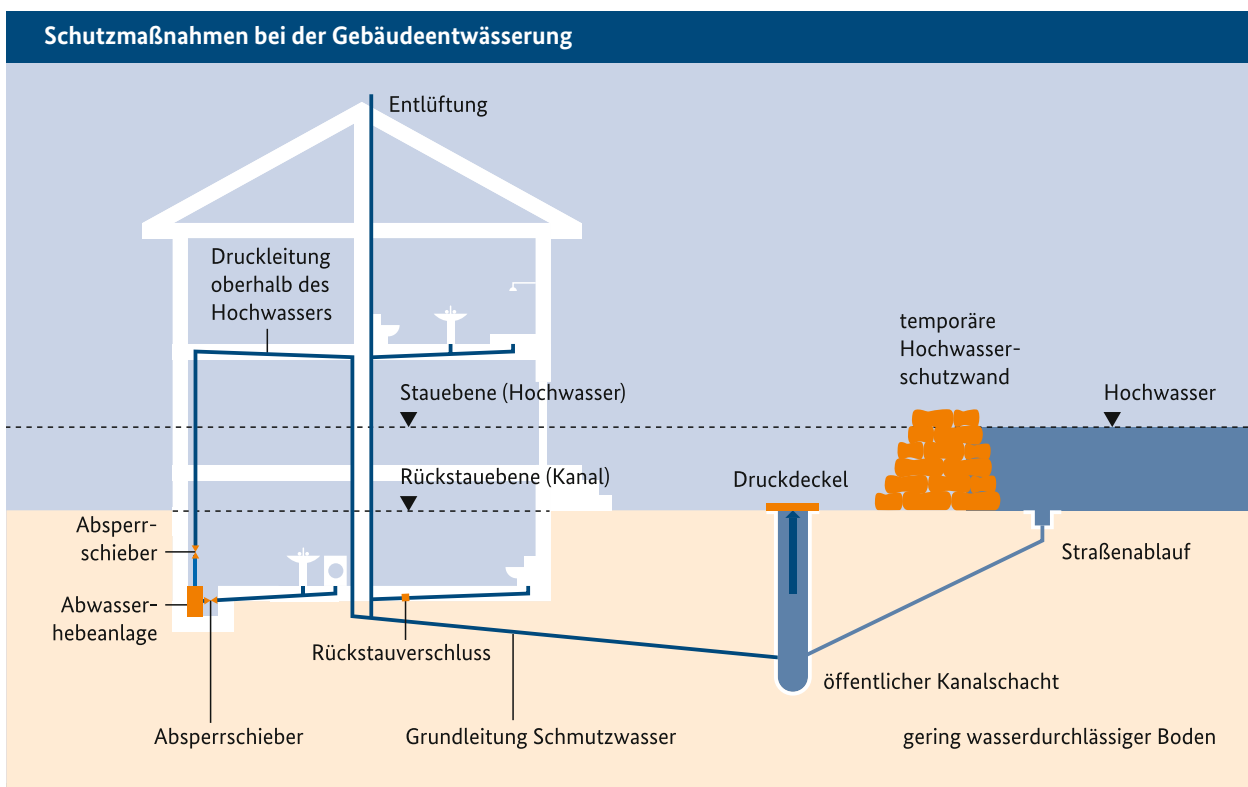 Schutzmaßnahmen bei der Gebäudeentwässerung
Entlüftung
Druckleitung
oberhalb des
Hochwassers
temporäre
Hochwasser-
schutzwand
Stauebene (Hochwasser)
Hochwasser
Rückstauebene (Kanal)
Druckdeckel
Absperr-
schieber
Straßenablauf
Abwasser-
hebeanlage
Rückstauverschluss
öffentlicher Kanalschacht
Absperrschieber
Grundleitung Schmutzwasser
gering wasserdurchlässiger Boden